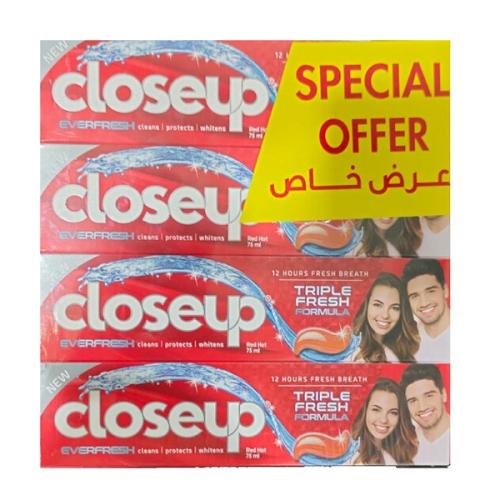 NEW
closeup
EVERFRESH cleans | protects | whitens
Red Hot
75 ml
12
SPECIAL
OFFER
عرض خاص
closeup
EVERFRESH cleans | protects | whitens
Red Hot
75 ml
closeup®
EVERFRESH cleans | protects | whitens
Red Hot
75 ml
12 HOURS FRESH BREATH
TRIPLE
FRESH
FORMULA
NEW
closeup®
EVERFRESH cleans | protects | whitens
Red Hot
75 ml
12 HOURS FRESH BREATH
TRIPLE
FRESH
FORMULA